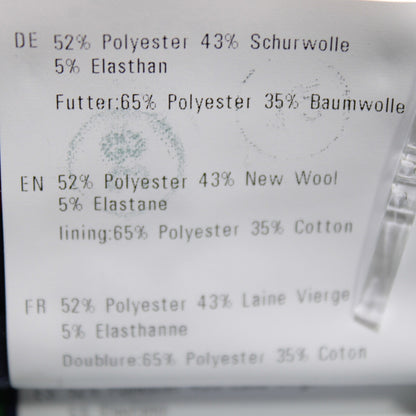 DE 52% Polyester 43% Schurwolle
5% Elasthan
Futter:65% Polyester 35% Baumwolle
EN 52% Polyester 43% New Wool
5% Elastane
lining:65% Polyester 35% Cotton
FR 52% Polyester 43% Laine Vierge
5% Elasthanne
Doublure:65% Polyester 35% Coton